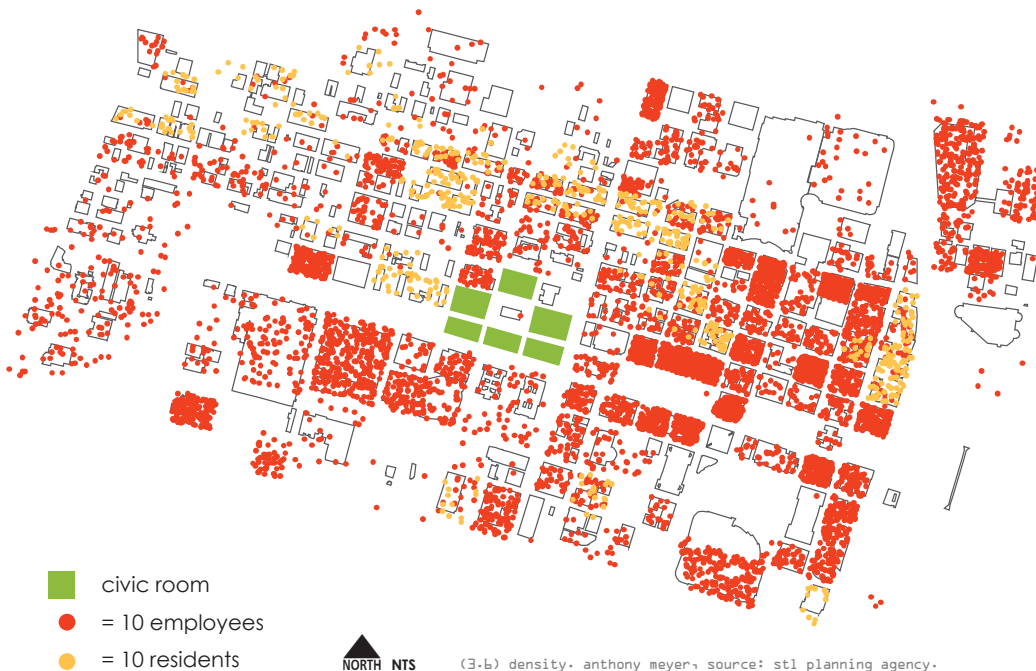 civic room
= 10 employees
= 10 residents
NORTH NTS
(3.6) density. anthony meyer, source: stl planning agency.